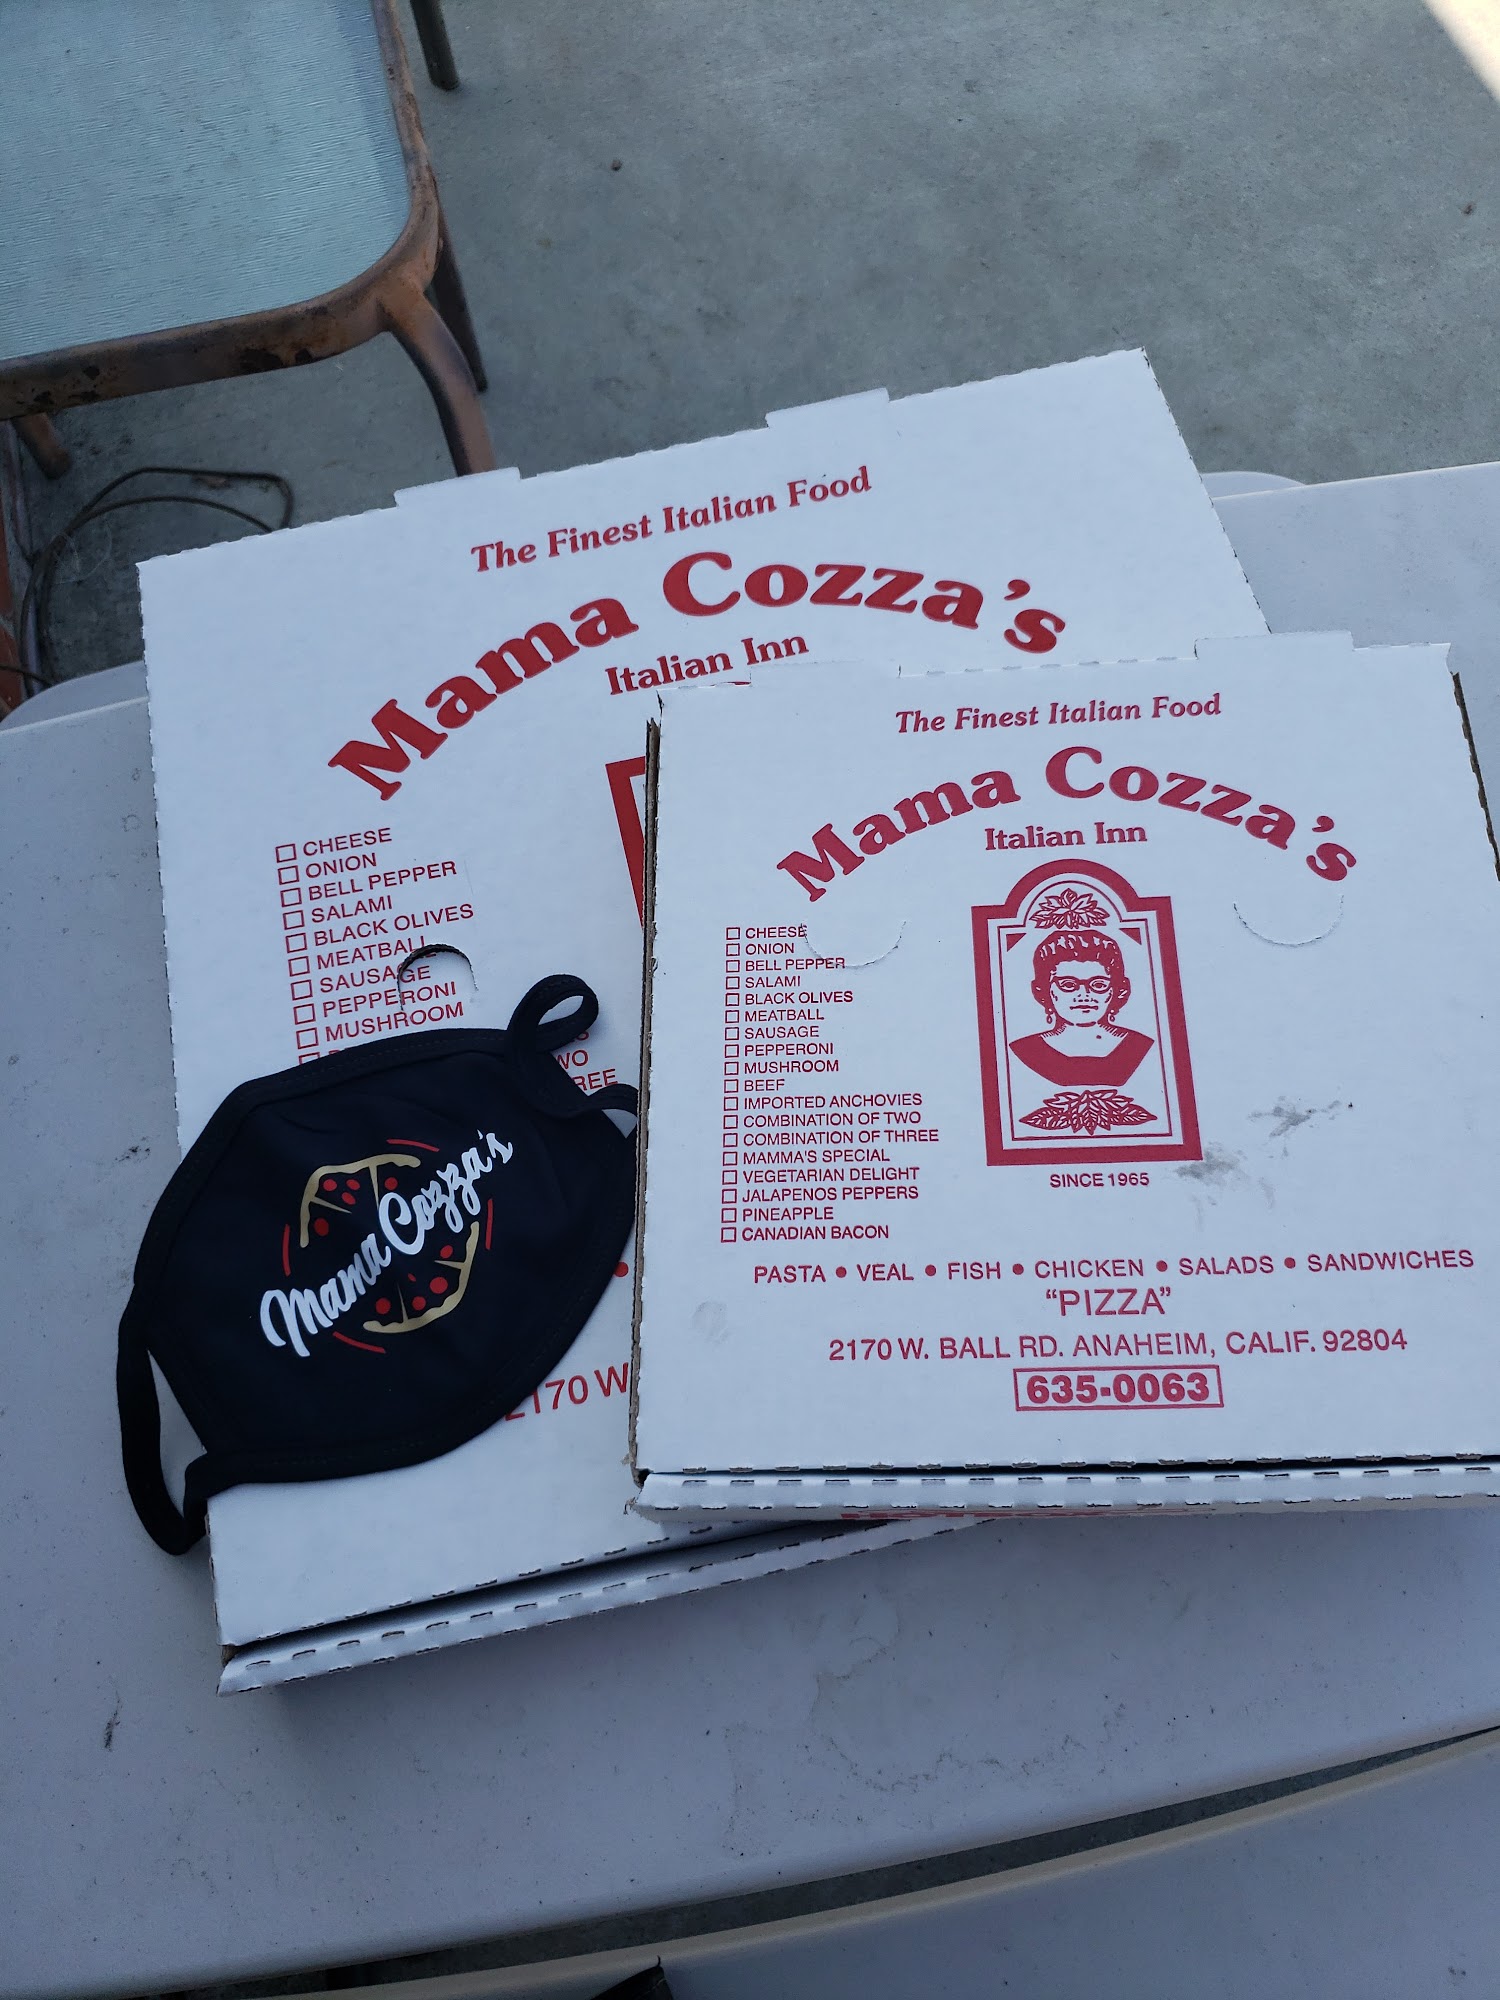 The Finest Italian Food
Mama Cozza's
Italian Inn
CHEESE
ONION
BELL PEPPER
SALAMI
BLACK OLIVES
MEATBALL
SAUSAGE
PEPPERONI
MUSHROOM
2170 W.
Mama Cozza's
The Finest Italian Food
Mama Cozza's
Italian Inn
CHEESE
ONION
BELL PEPPER
SALAMI
BLACK OLIVES
MEATBALL
SAUSAGE
PEPPERONI
MUSHROOM
BEEF
IMPORTED ANCHOVIES
COMBINATION OF TWO
COMBINATION OF THREE
MAMMA'S SPECIAL
VEGETARIAN DELIGHT
JALAPENOS PEPPERS
PINEAPPLE
CANADIAN BACON
SINCE 1965
PASTA • VEAL • FISH • CHICKEN • SALADS • SANDWICHES
“PIZZA”
2170 W. BALL RD. ANAHEIM, CALIF. 92804
635-0063